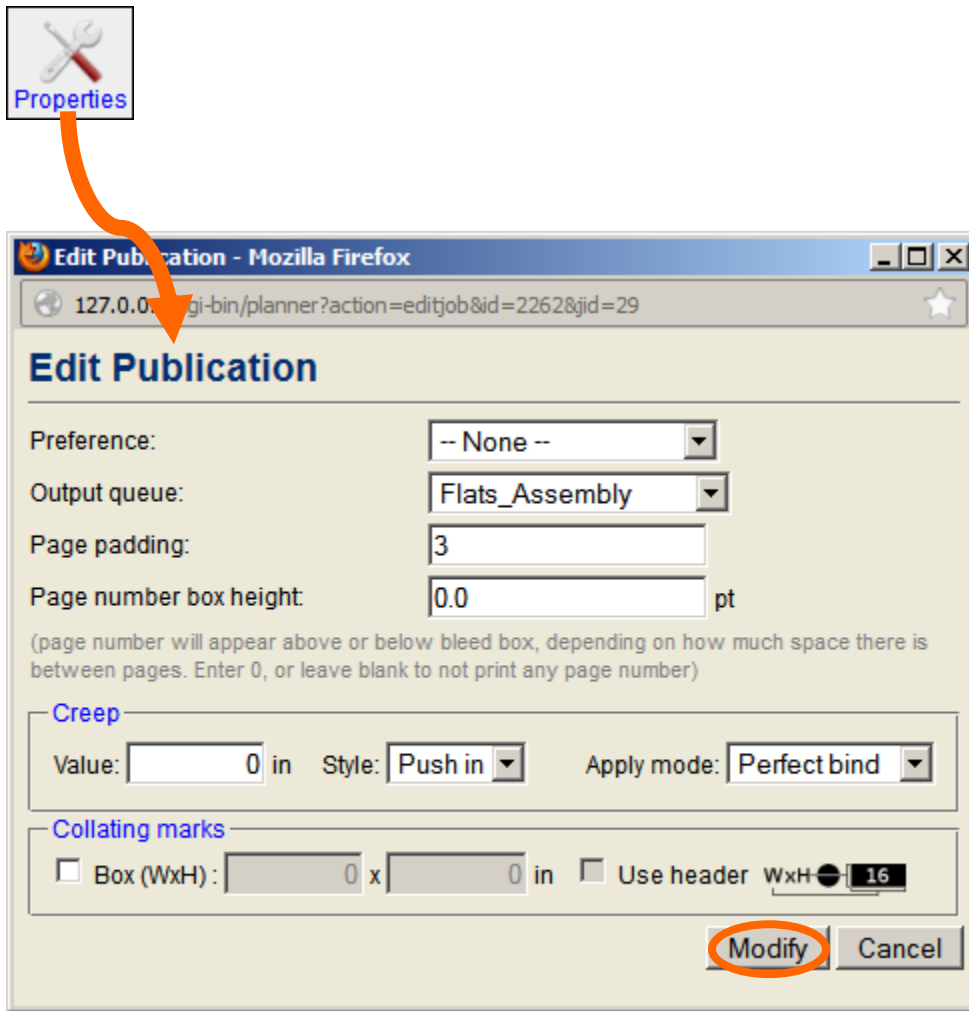 Properties
Edit Publication - Mozilla Firefox
127.0.0. gi-bin/planner?action=editjob&id=2262&jid=29
Edit Publication
Preference: -- None --
Output queue: Flats_Assembly
Page padding: 3
Page number box height: 0.0 pt
(page number will appear above or below bleed box, depending on how much space there is
between pages. Enter 0, or leave blank to not print any page number)
Creep
Value: 0 in Style: Push in Apply mode: Perfect bind
Collating marks
Box (WxH) : 0 x 0 in Use header WxH 16
Modify Cancel